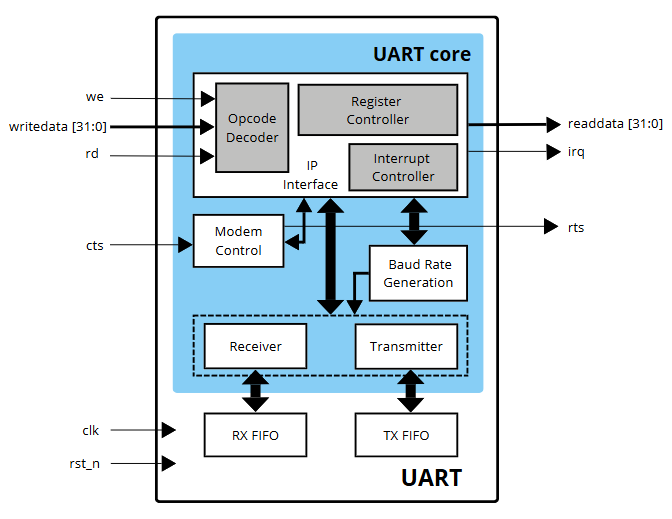 UART core
we
writedata [31:0]
rd
Opcode
Decoder
Register
Controller
readdata [31:0]
irq
IP
Interface
Interrupt
Controller
cts
Modem
Control
rts
Baud Rate
Generation
Receiver
Transmitter
RX FIFO
TX FIFO
clk
rst_n
UART